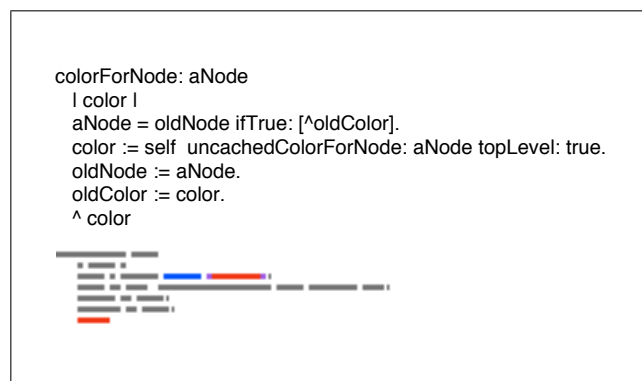 colorForNode: aNode
| color |
aNode = oldNode ifTrue: [^oldColor].
color := self uncachedColorForNode: aNode topLevel: true.
oldNode := aNode.
oldColor := color.
^ color